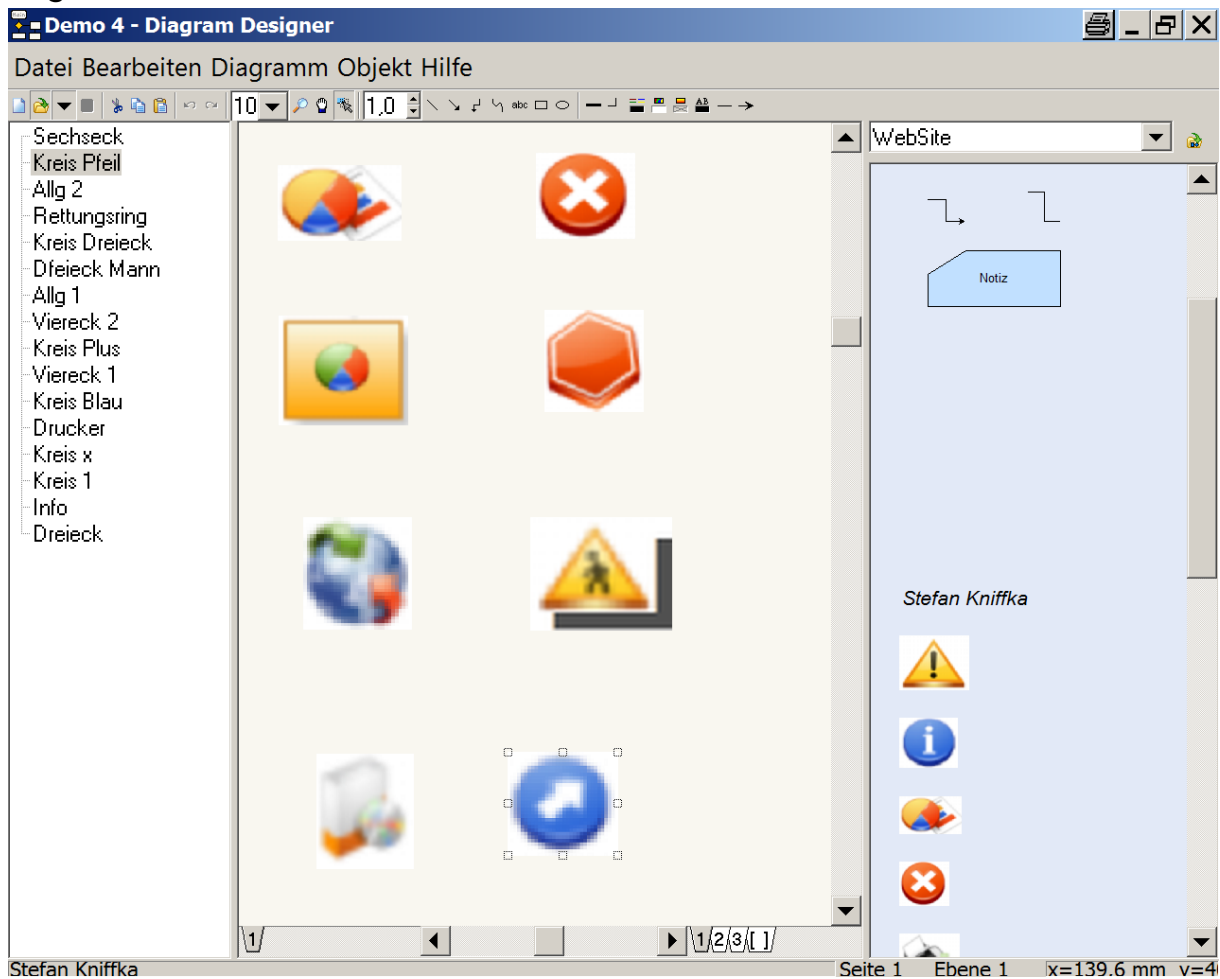 Demo 4 - Diagram Designer
Datei Bearbeiten Diagramm Objekt Hilfe
10 1,0 abc AB
Sechseck
Kreis Pfeil
Allg 2
Rettungsring
Kreis Dreieck
Dfeieck Mann
Allg 1
Viereck 2
Kreis Plus
Viereck 1
Kreis Blau
Drucker
Kreis x
Kreis 1
Info
Dreieck
WebSite
Notiz
Stefan Kniffka
1 1 2 3 [ ]
Stefan Kniffka Seite 1 Ebene 1 x=139.6 mm y=4